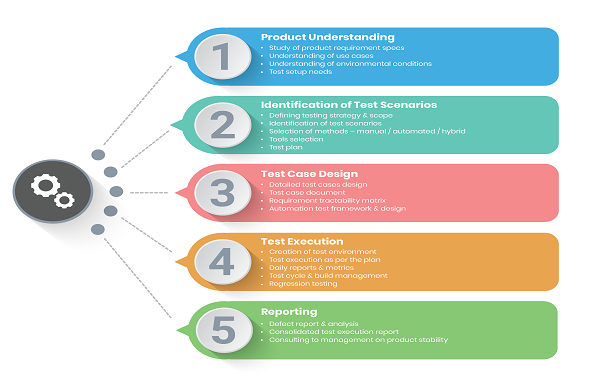 1
Product Understanding
• Study of product requirement specs
• Understanding of use cases
• Understanding of environmental conditions
• Test setup needs
2
Identification of Test Scenarios
• Defining testing strategy & scope
• Identification of test scenarios
• Selection of methods – manual / automated / hybrid
• Tools selection
• Test plan
3
Test Case Design
• Detailed test cases design
• Test case document
• Requirement tractability matrix
• Automation test framework & design
4
Test Execution
• Creation of test environment
• Test execution as per the plan
• Daily reports & metrics
• Test cycle & build management
• Regression testing
5
Reporting
• Defect report & analysis
• Consolidated test execution report
• Consulting to management on product stability